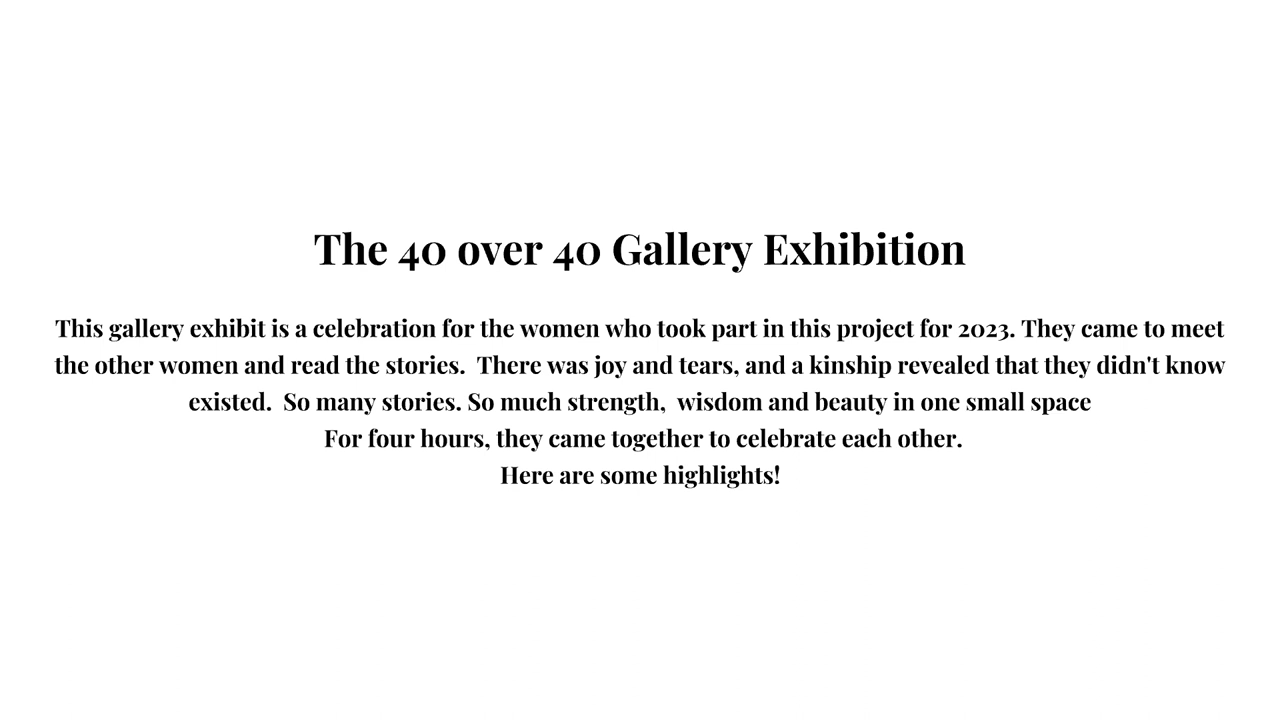 The 40 over 40 Gallery Exhibition
This gallery exhibit is a celebration for the women who took part in this project for 2023. They came to meet
the other women and read the stories.  There was joy and tears, and a kinship revealed that they didn't know
existed.  So many stories. So much strength,  wisdom and beauty in one small space
For four hours, they came together to celebrate each other.
Here are some highlights!